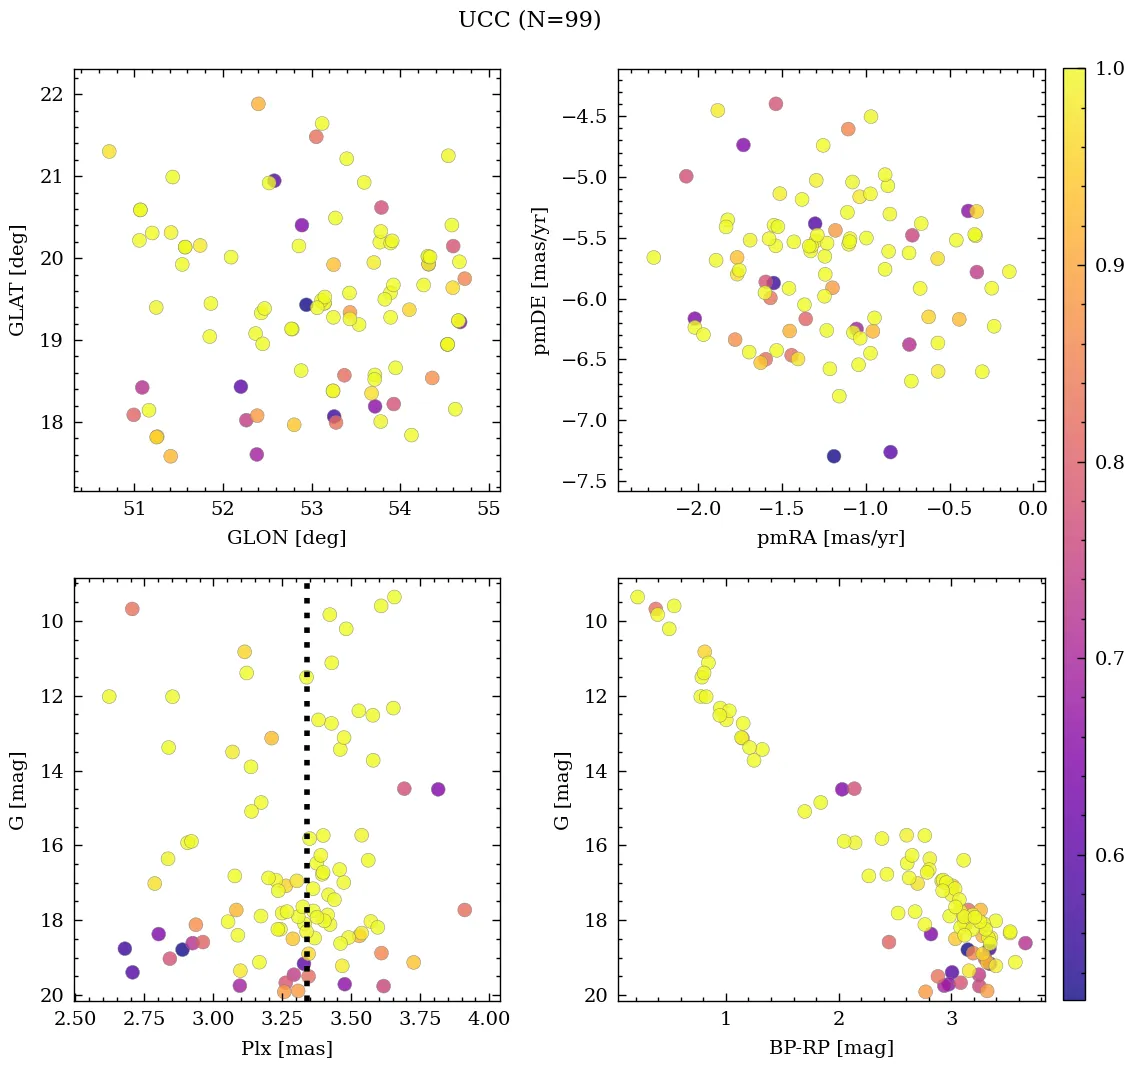 UCC (N=99)
22
21
20
19
18
GLAT [deg]
51 52 53 54 55
GLON [deg]
−4.5
−5.0
−5.5
−6.0
−6.5
−7.0
−7.5
pmDE [mas/yr]
−2.0 −1.5 −1.0 −0.5 0.0
pmRA [mas/yr]
1.0
0.9
0.8
0.7
0.6
10
12
14
16
18
20
G [mag]
2.50 2.75 3.00 3.25 3.50 3.75 4.00
Plx [mas]
10
12
14
16
18
20
G [mag]
1 2 3
BP-RP [mag]